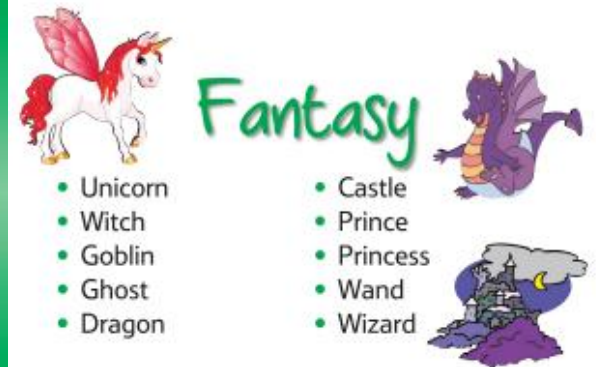 Fantasy
• Unicorn
• Witch
• Goblin
• Ghost
• Dragon
• Castle
• Prince
• Princess
• Wand
• Wizard